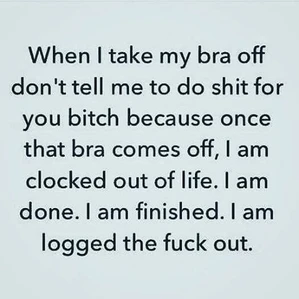 When I take my bra off
don't tell me to do shit for
you bitch because once
that bra comes off, I am
clocked out of life. I am
done. I am finished. I am
logged the fuck out.